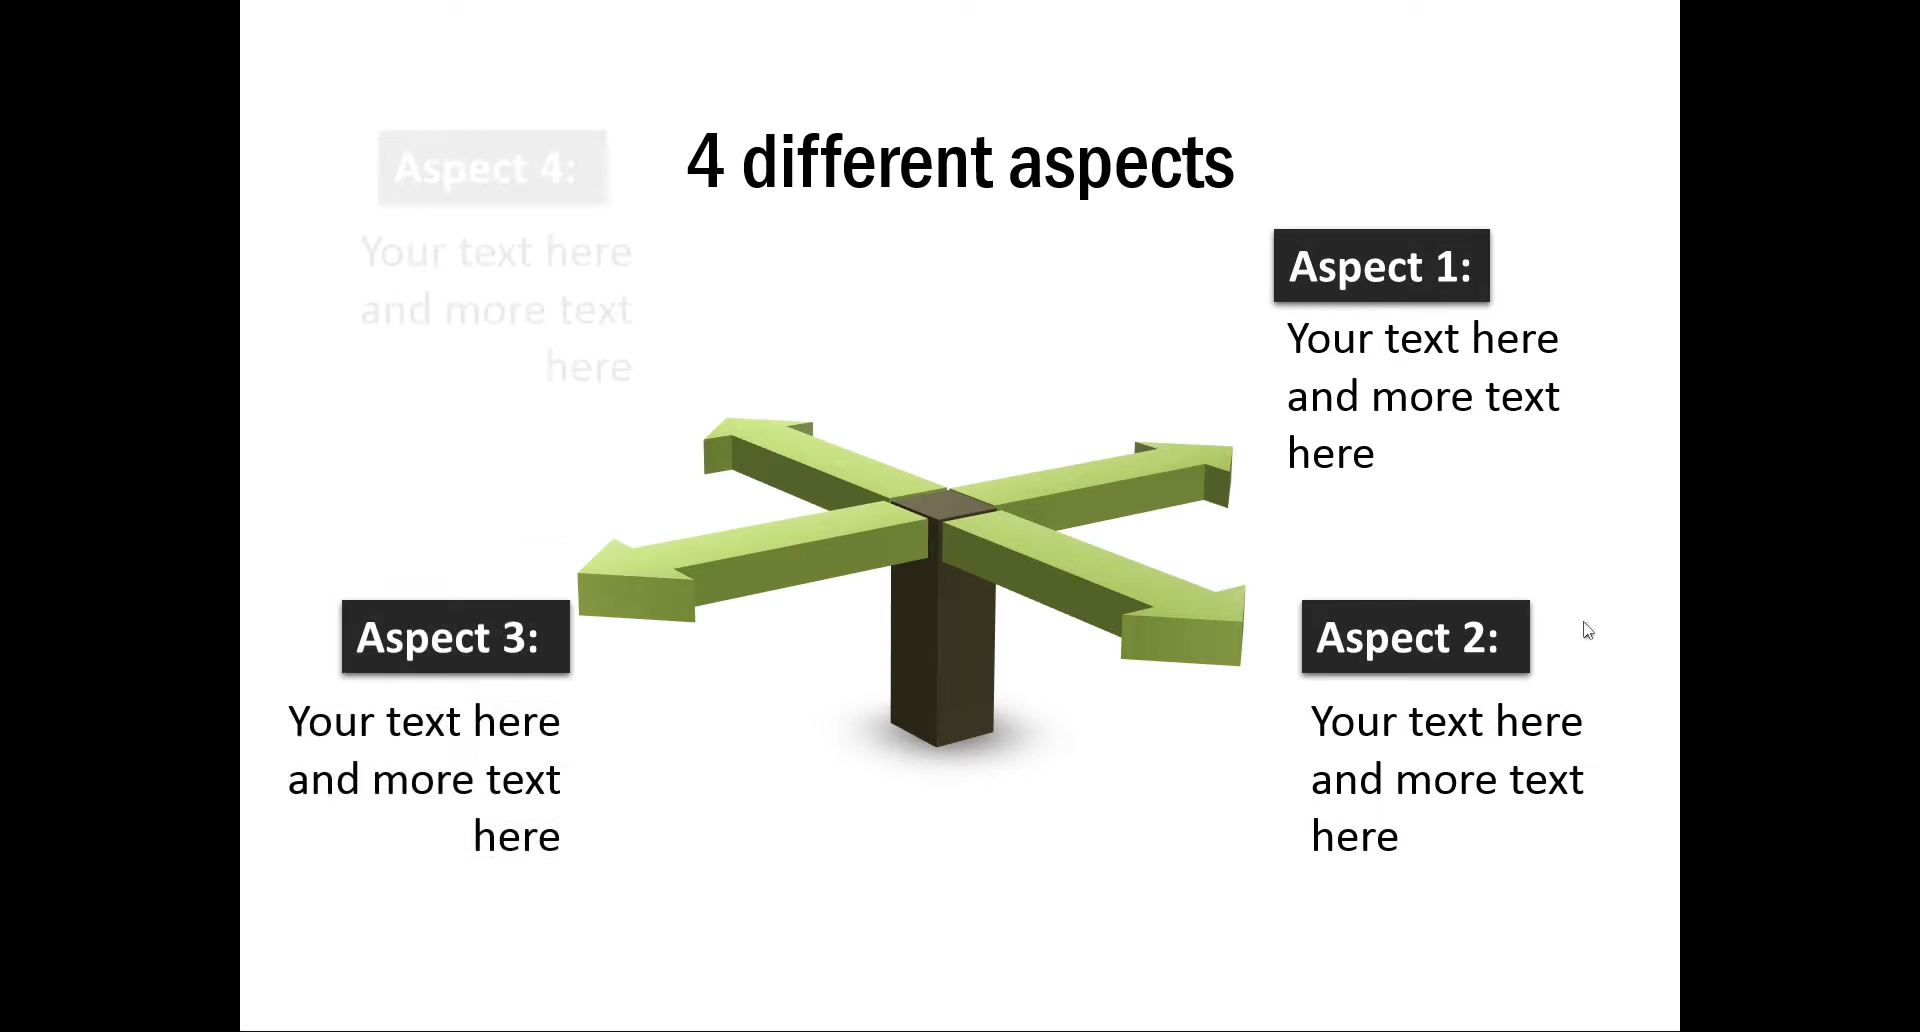 4 different aspects
Aspect 4:
Your text here
and more text
here
Aspect 1:
Your text here
and more text
here
Aspect 3:
Your text here
and more text
here
Aspect 2:
Your text here
and more text
here